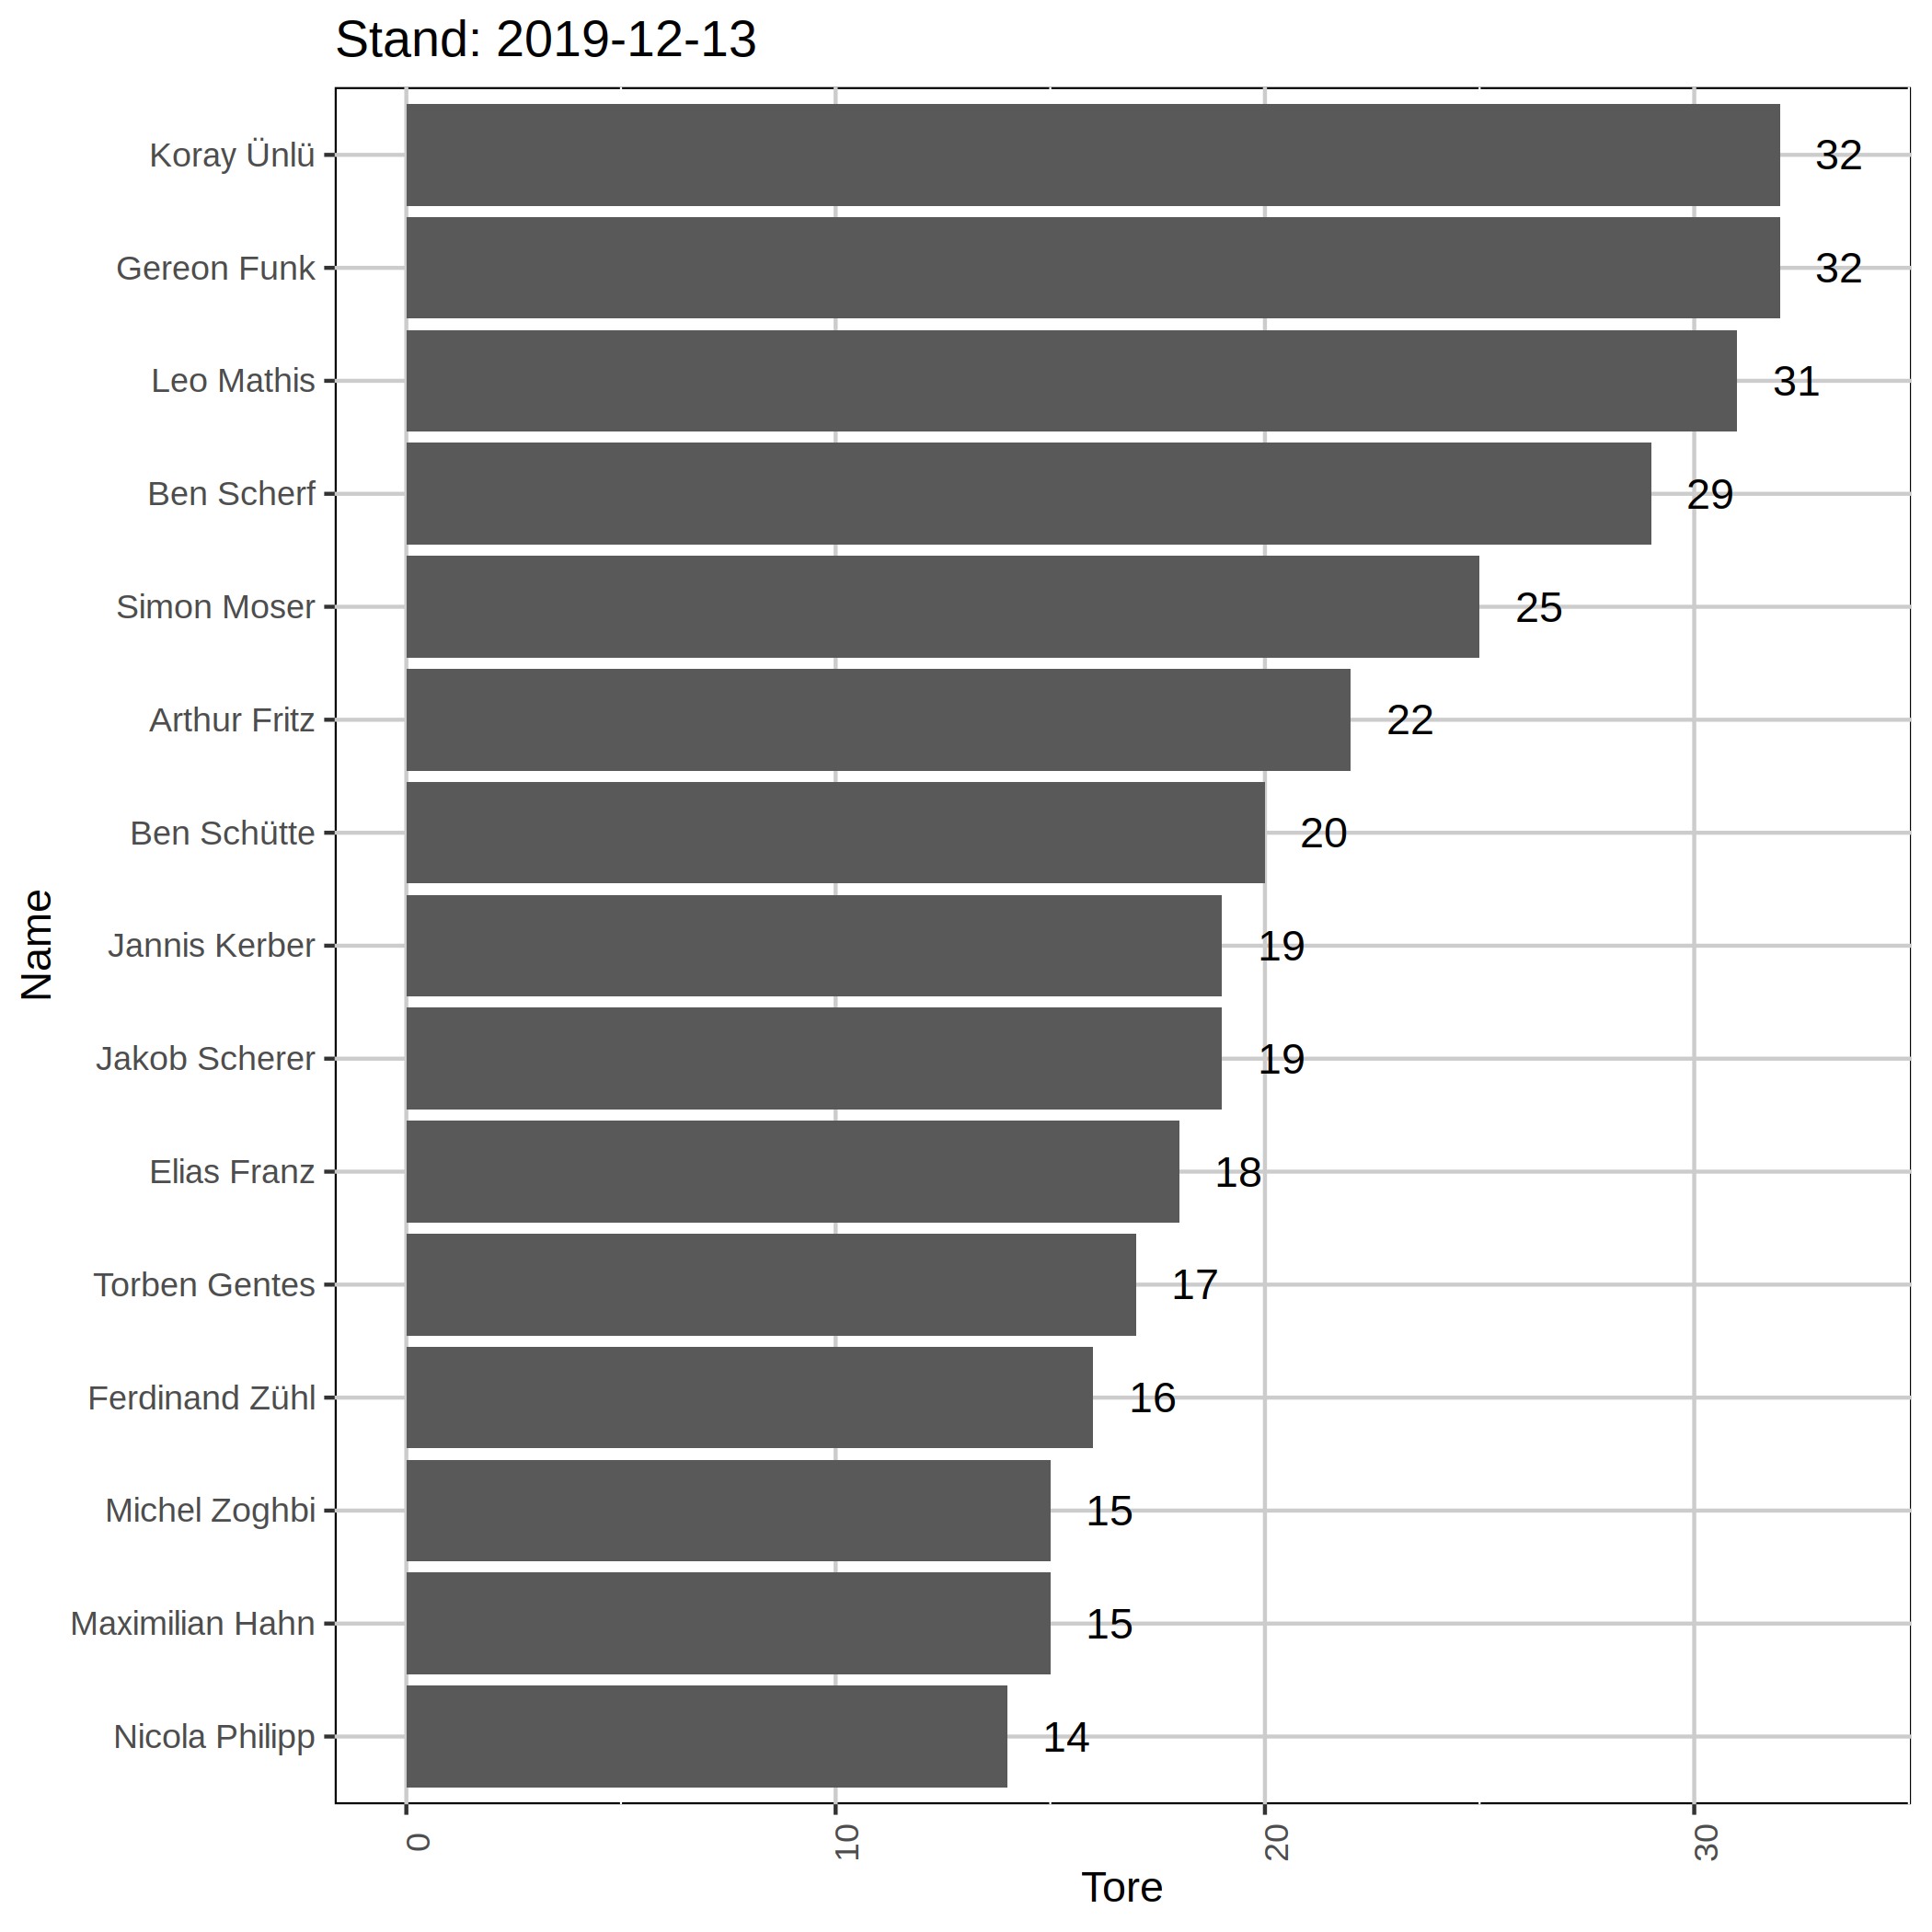 Stand: 2019-12-13
Koray Ünlü 32
Gereon Funk 32
Leo Mathis 31
Ben Scherf 29
Simon Moser 25
Arthur Fritz 22
Ben Schütte 20
Jannis Kerber 19
Jakob Scherer 19
Elias Franz 18
Torben Gentes 17
Ferdinand Zühl 16
Michel Zoghbi 15
Maximilian Hahn 15
Nicola Philipp 14
Name
0 10 20 30
Tore